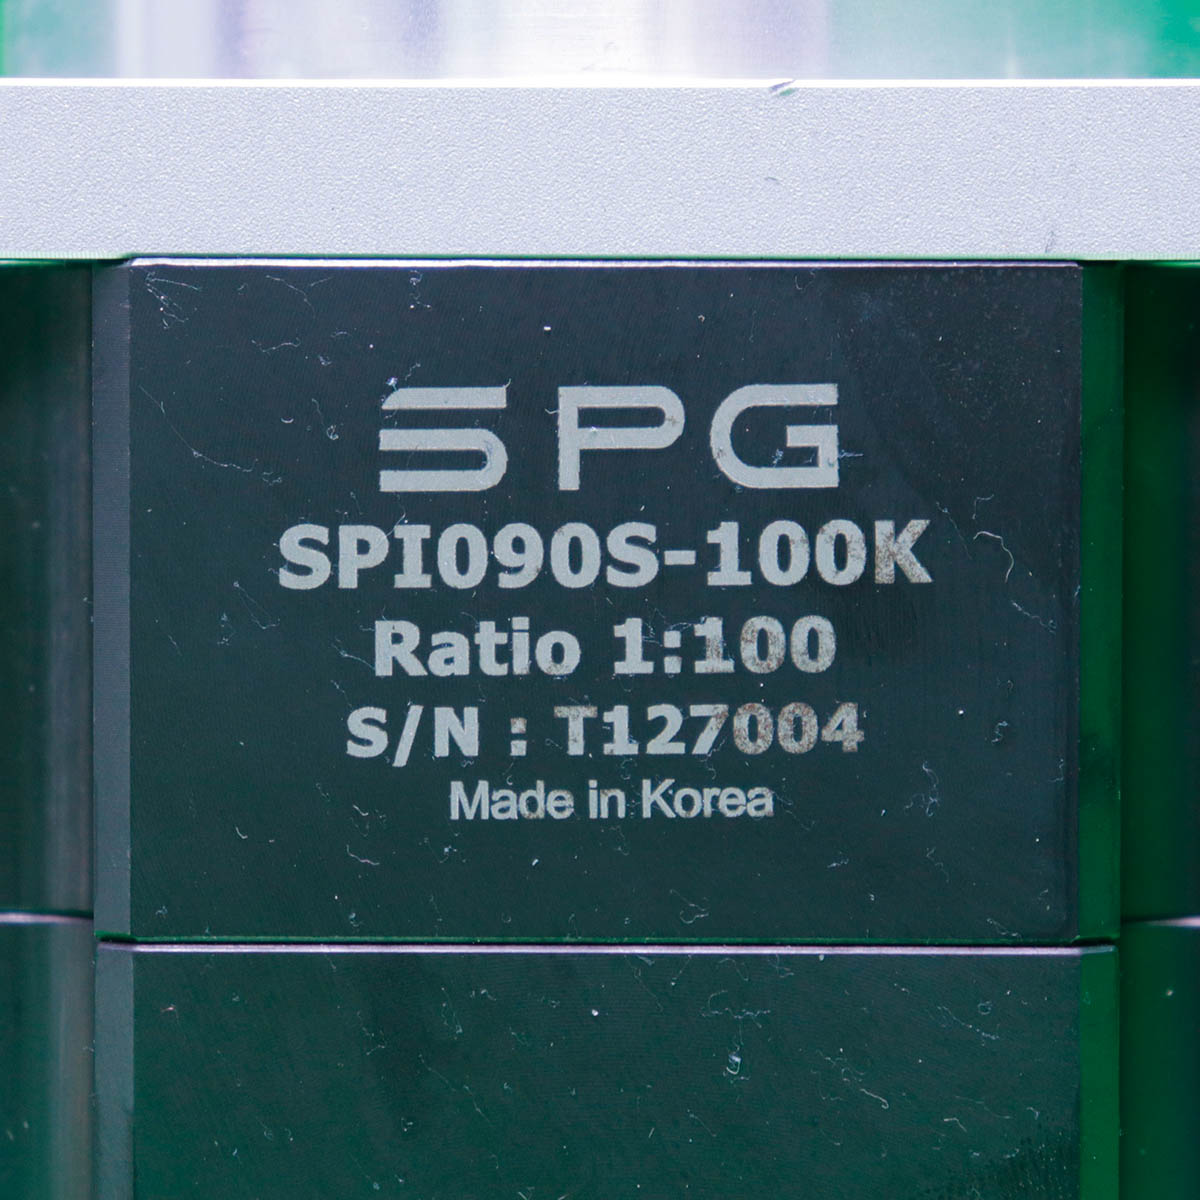 SPG
SPI090S-100K
Ratio 1:100
S/N : T127004
Made in Korea